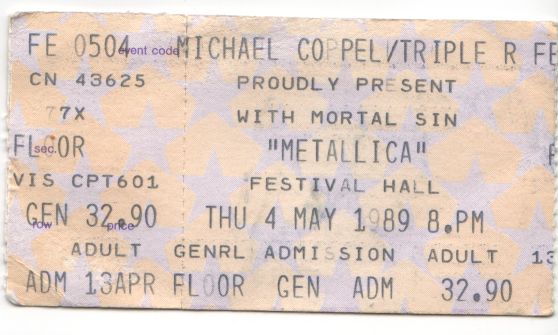 FE 0504 event code MICHAEL COPPEL/TRIPLE R FE
CN 43625 PROUDLY PRESENT
77X WITH MORTAL SIN
FLOOR sec. "METALLICA"
VIS CPT601 FESTIVAL HALL
GEN 32.90 row price THU 4 MAY 1989 8.PM
ADULT GENRL ADMISSION ADULT 13
ADM 13APR FLOOR GEN ADM 32.90